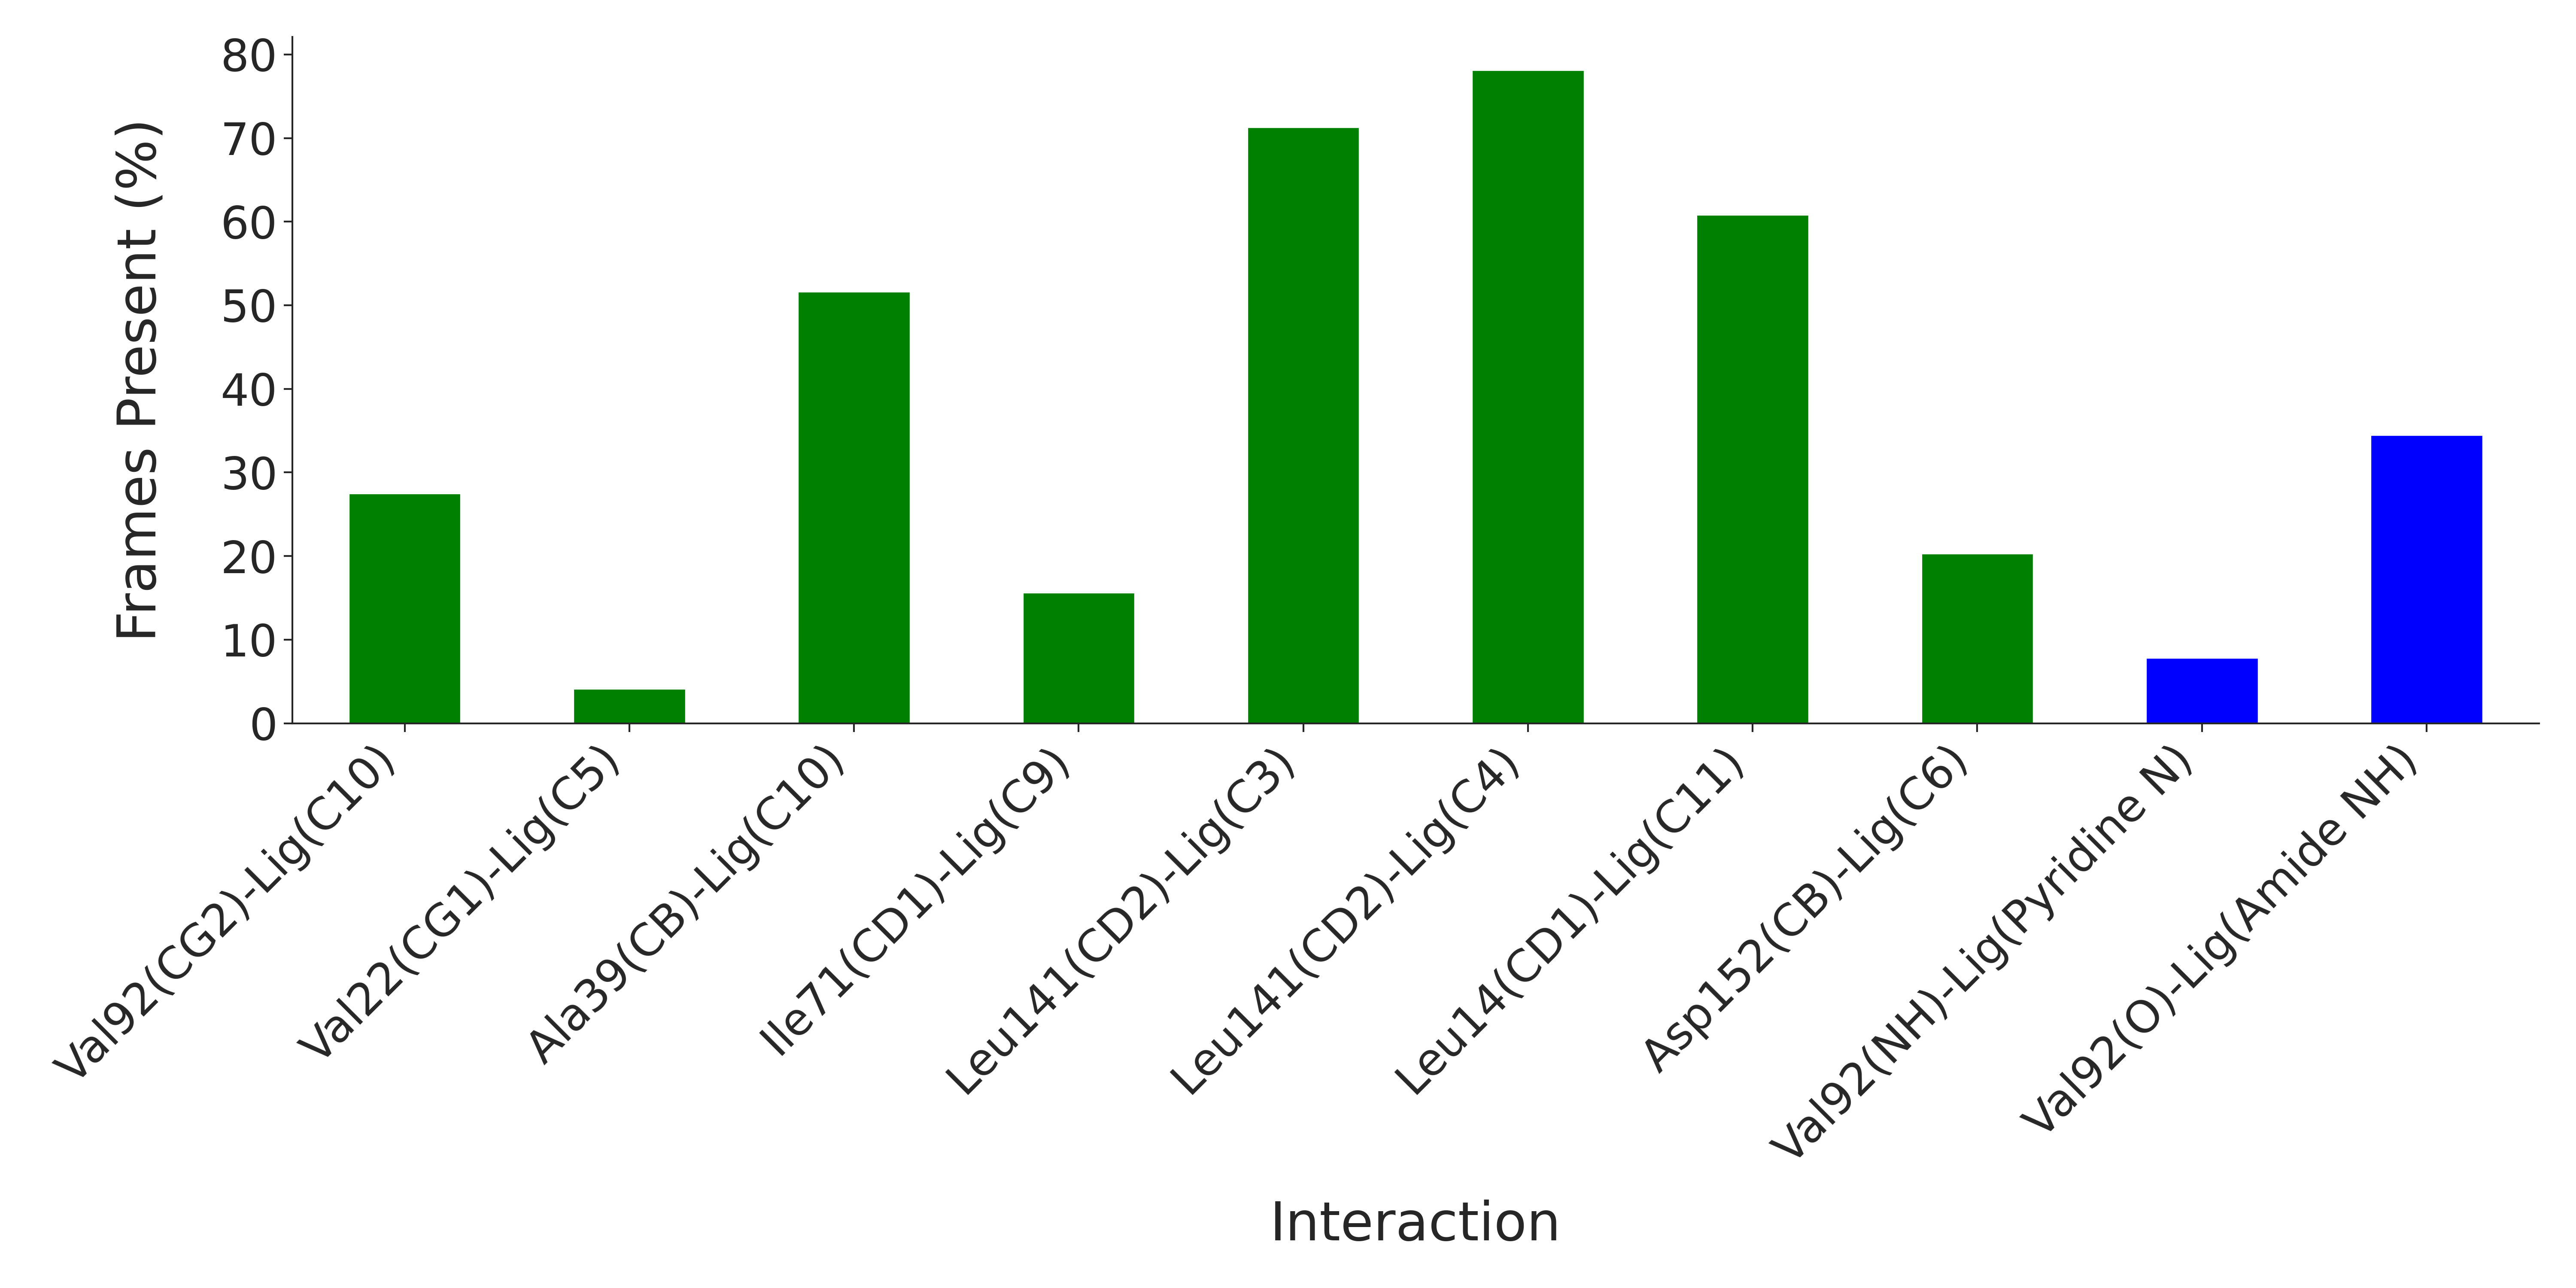 Frames Present (%)
80
70
60
50
40
30
20
10
0
Val92(CG2)-Lig(C10)
Val22(CG1)-Lig(C5)
Ala39(CB)-Lig(C10)
Ile71(CD1)-Lig(C9)
Leu141(CD2)-Lig(C3)
Leu141(CD2)-Lig(C4)
Leu14(CD1)-Lig(C11)
Asp152(CB)-Lig(C6)
Val92(NH)-Lig(Pyridine N)
Val92(O)-Lig(Amide NH)
Interaction